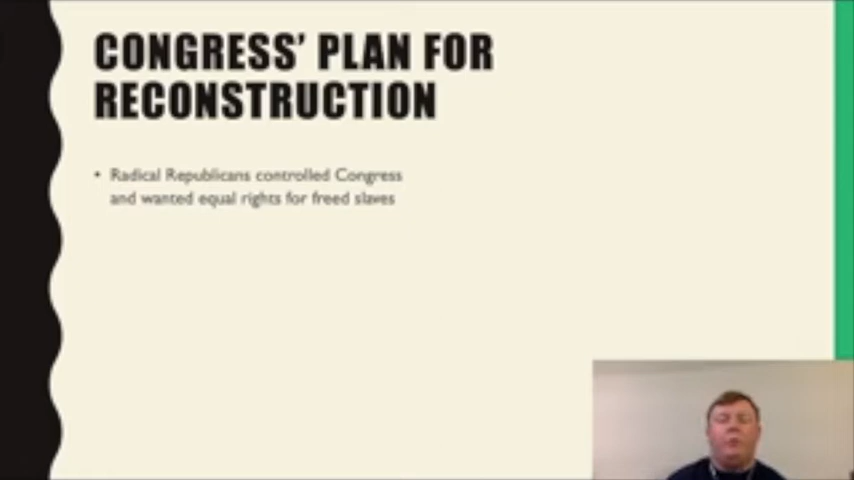 CONGRESS' PLAN FOR
RECONSTRUCTION
• Radical Republicans controlled Congress
and wanted equal rights for freed slaves